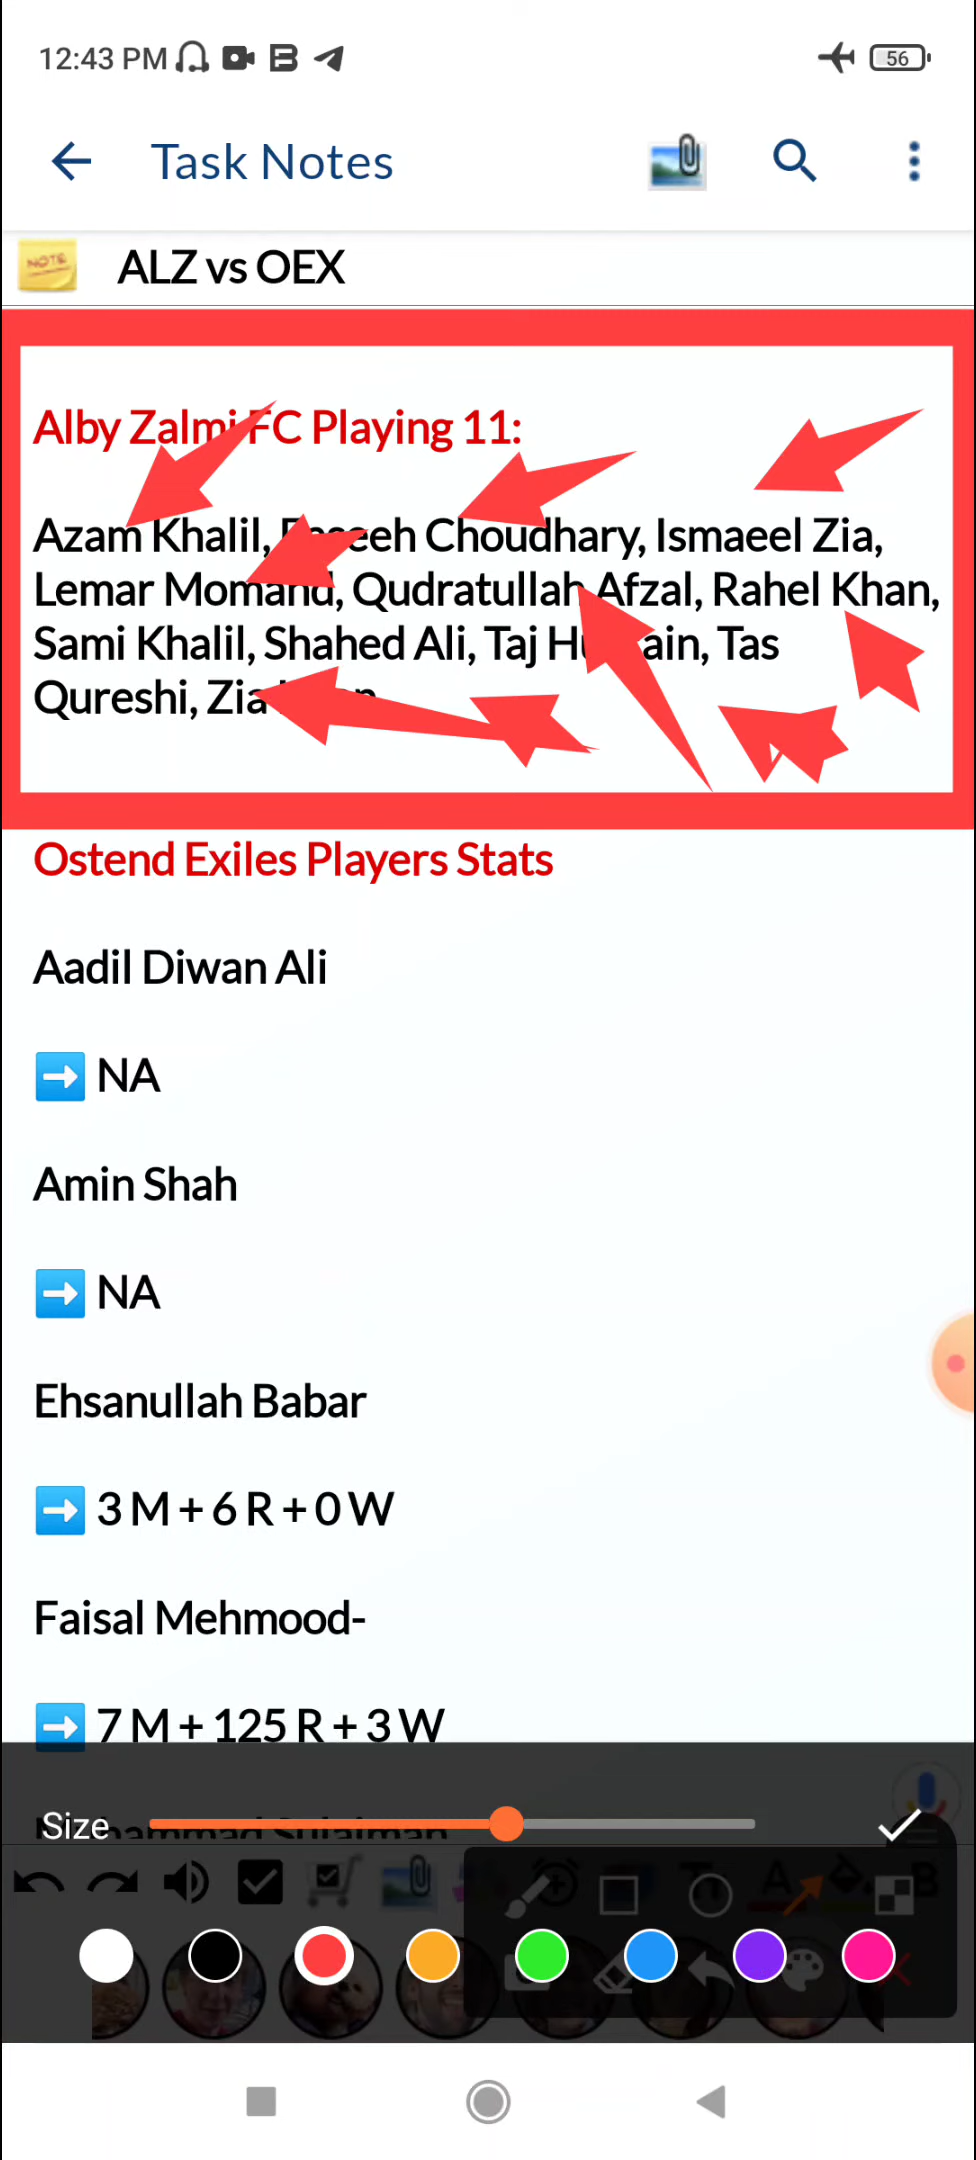 12:43 PM
56
Task Notes
NOTE
ALZ vs OEX
Alby Zalmi FC Playing 11:
Azam Khalil, Choudhary, Ismaeel Zia,
Lemar Momand, Qudratullah Afzal, Rahel Khan,
Sami Khalil, Shahed Ali, Taj Tas
Qureshi, Zia
Ostend Exiles Players Stats
Aadil Diwan Ali
➡ NA
Amin Shah
➡ NA
Ehsanullah Babar
➡ 3 M + 6 R + 0 W
Faisal Mehmood-
➡ 7 M + 125 R + 3 W
Size